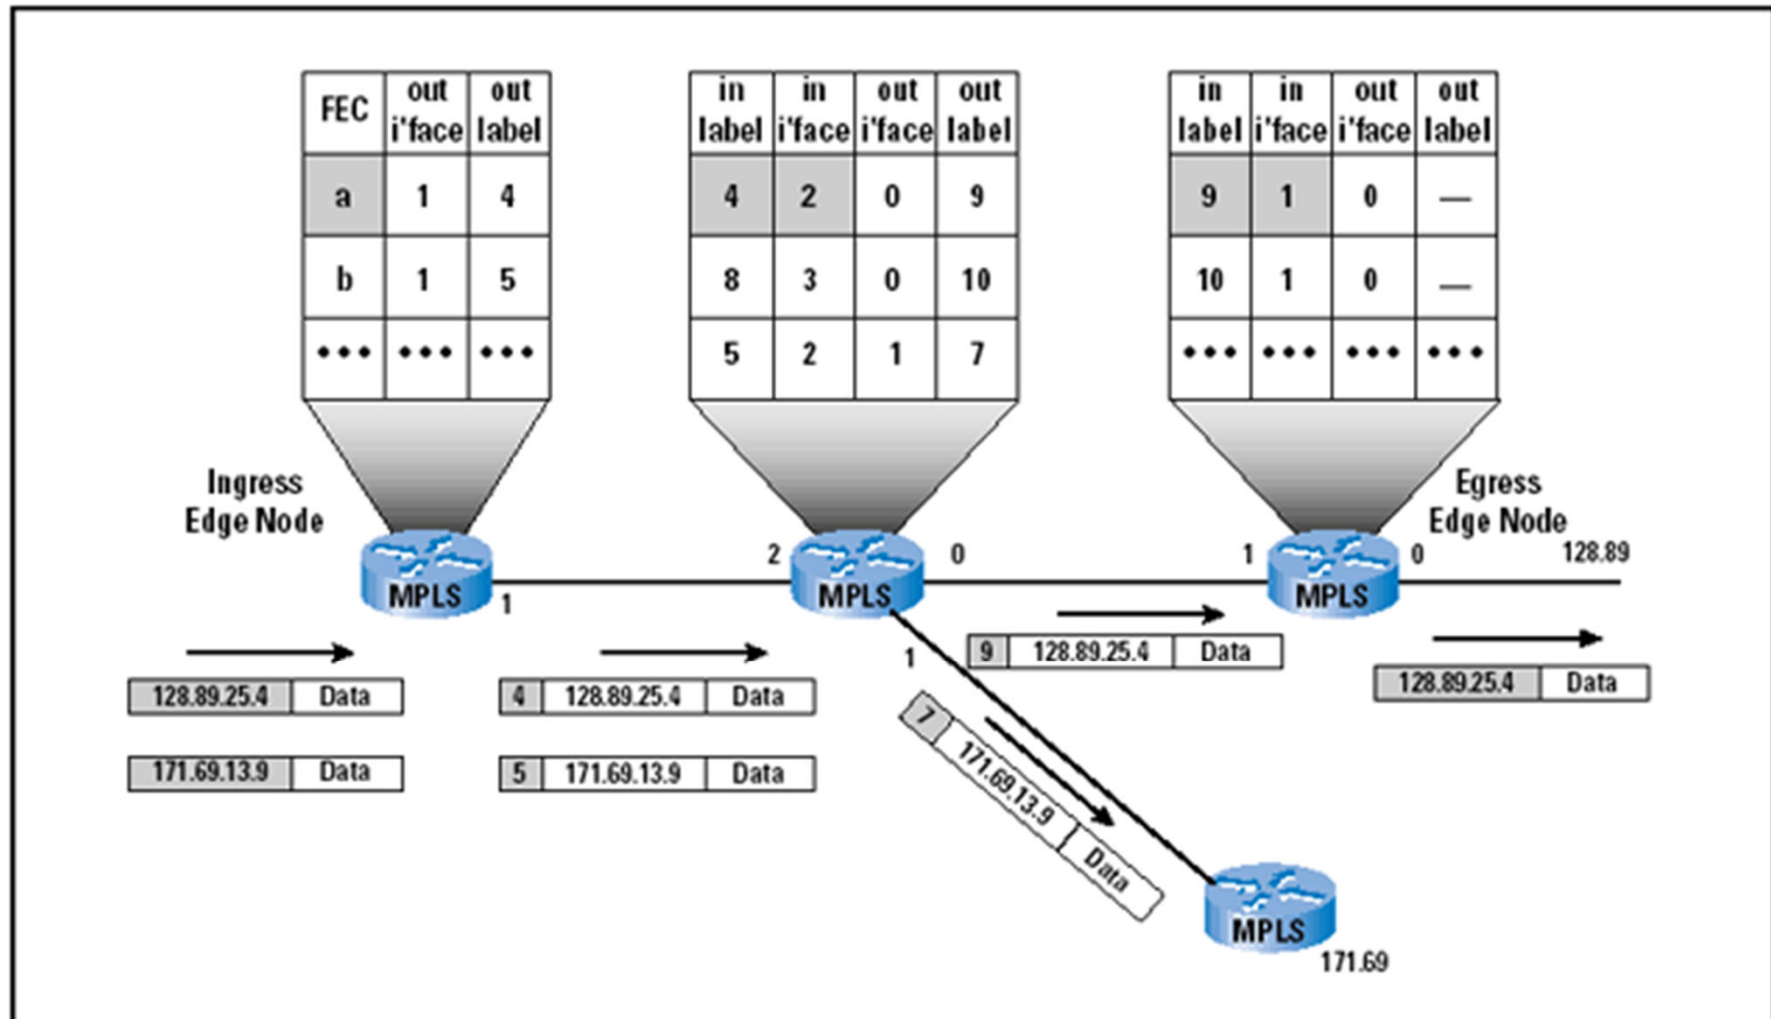 FEC out i'face out label
a 1 4
b 1 5
••• ••• •••
in label in i'face out i'face out label
4 2 0 9
8 3 0 10
5 2 1 7
in label in i'face out i'face out label
9 1 0 —
10 1 0 —
••• ••• ••• •••
Ingress
Edge Node
Egress
Edge Node
128.89
MPLS
1
2
MPLS
0
1
1
MPLS
0
128.89.25.4 Data
171.69.13.9 Data
4 128.89.25.4 Data
5 171.69.13.9 Data
9 128.89.25.4 Data
128.89.25.4 Data
7 171.69.13.9 Data
MPLS
171.69